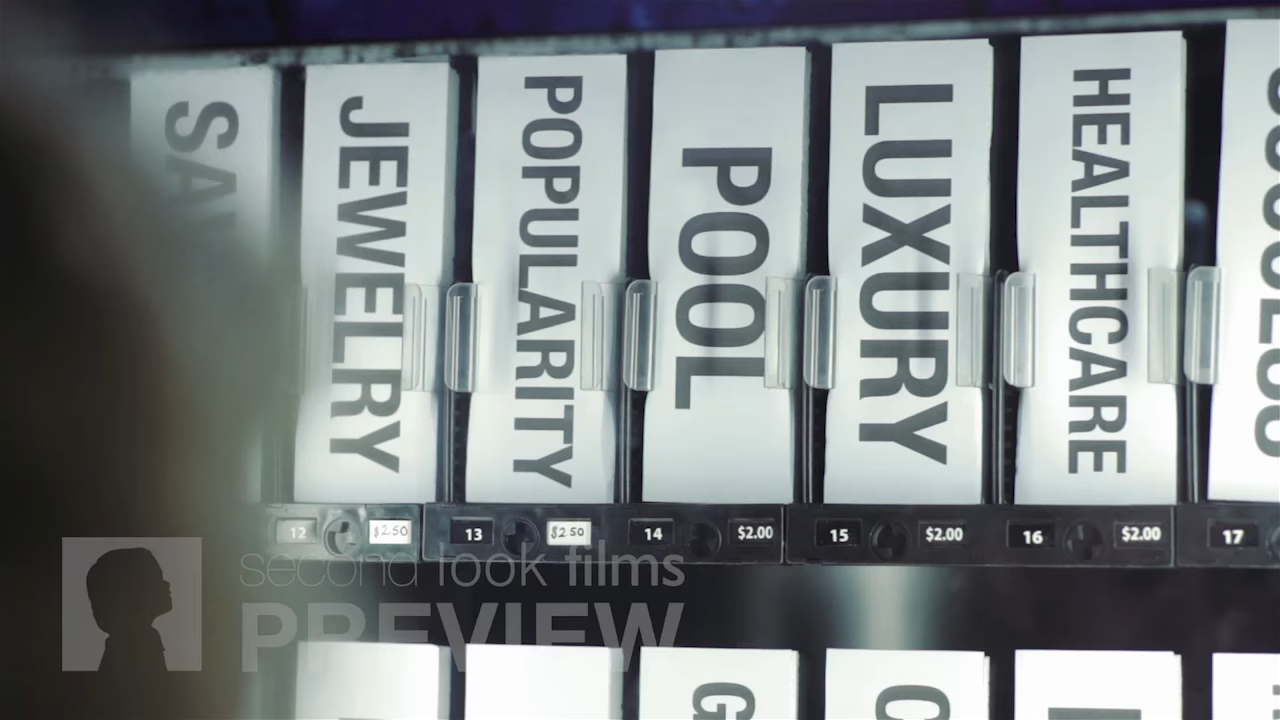 JEWELRY
POPULARITY
POOL
LUXURY
HEALTHCARE
12 $2.50
13 $2.50
14 $2.00
15 $2.00
16 $2.00
17
second look films
PREVIEW